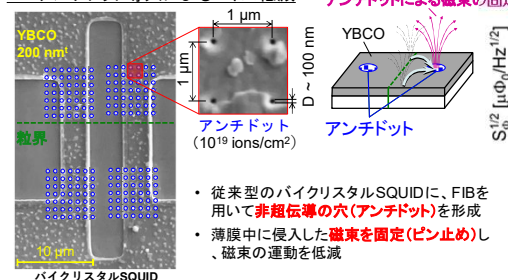 YBCO
200 nmᵗ
粒界
10 μm
バイクリスタルSQUID
1 μm
1 μm
D ~ 100 nm
アンチドット
(10¹⁹ ions/cm²)
アンチドットによる磁束の固定
YBCO
アンチドット
S_Φ^{1/2} [μΦ₀/Hz^{1/2}]
• 従来型のバイクリスタルSQUIDに、FIBを
用いて非超伝導の穴(アンチドット)を形成
• 薄膜中に侵入した磁束を固定(ピン止め)し
、磁束の運動を低減